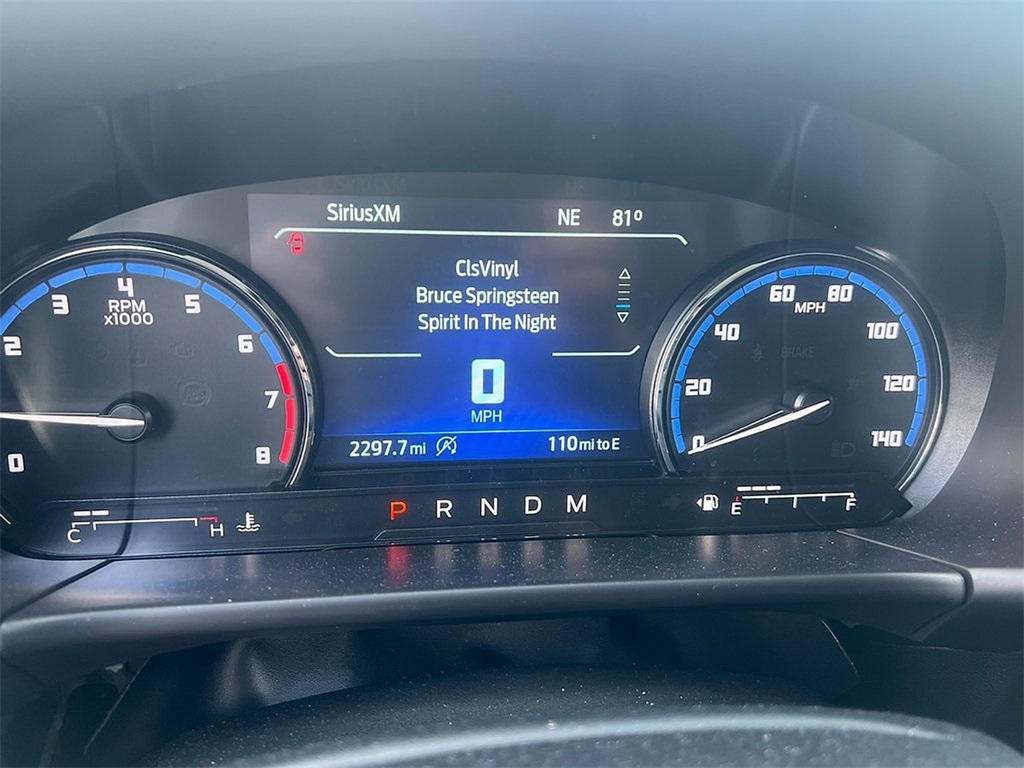 SiriusXM NE 81º
ClsVinyl
Bruce Springsteen
Spirit In The Night
0
MPH
2297.7 mi 110 mi to E
0 2 3 4 5 6 7 8
RPM
x1000
0 20 40 60 80 100 120 140
MPH
BRAKE
C H
P R N D M
E F